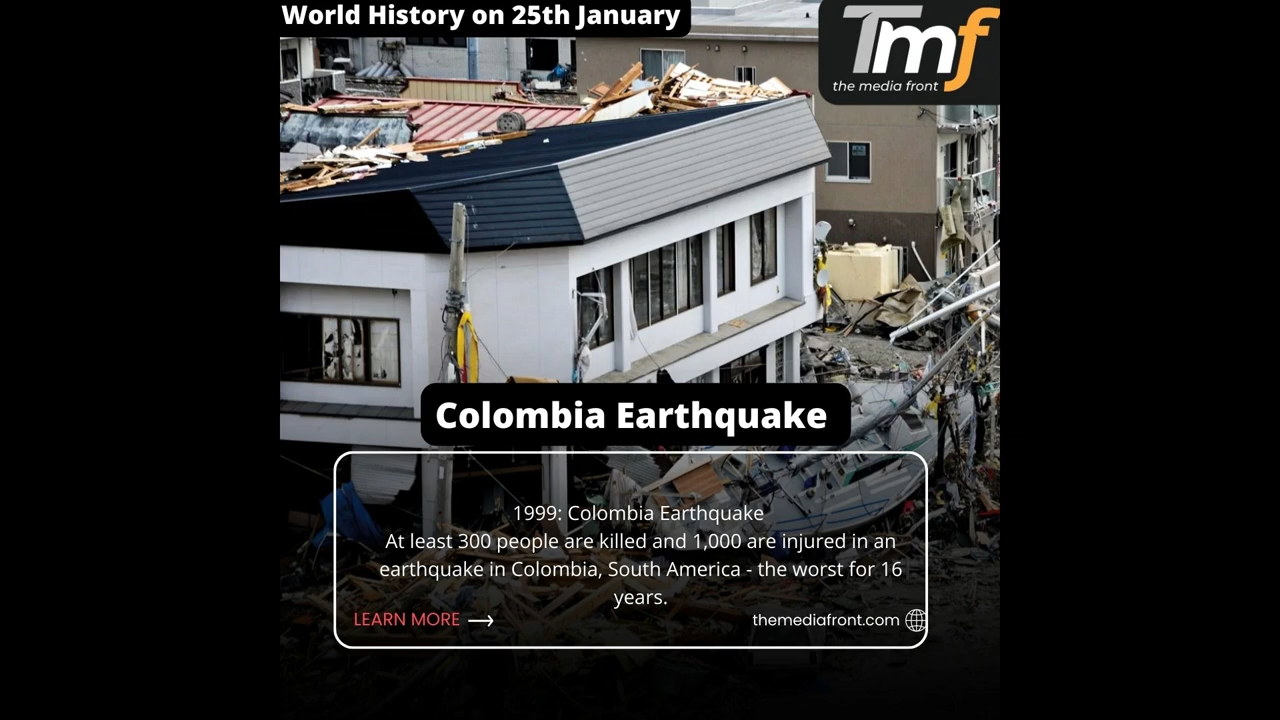 World History on 25th January
Tmf
the media front
Colombia Earthquake
1999: Colombia Earthquake
At least 300 people are killed and 1,000 are injured in an
earthquake in Colombia, South America - the worst for 16
years.
LEARN MORE
themediafront.com